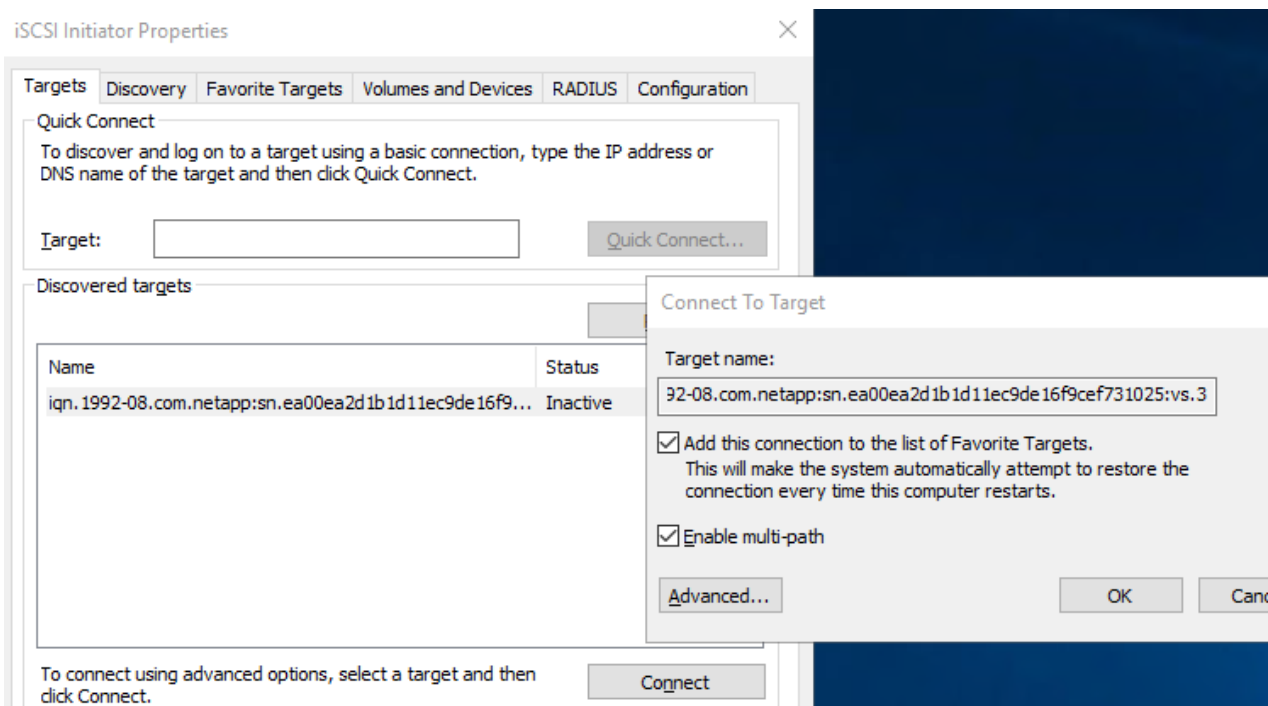 iSCSI Initiator Properties
Targets Discovery Favorite Targets Volumes and Devices RADIUS Configuration
Quick Connect
To discover and log on to a target using a basic connection, type the IP address or
DNS name of the target and then click Quick Connect.
Target:
Quick Connect...
Discovered targets
Name Status
iqn.1992-08.com.netapp:sn.ea00ea2d1b1d11ec9de16f9... Inactive
To connect using advanced options, select a target and then
click Connect.
Connect
Connect To Target
Target name:
92-08.com.netapp:sn.ea00ea2d1b1d11ec9de16f9cef731025:vs.3
Add this connection to the list of Favorite Targets.
This will make the system automatically attempt to restore the
connection every time this computer restarts.
Enable multi-path
Advanced... OK Canc